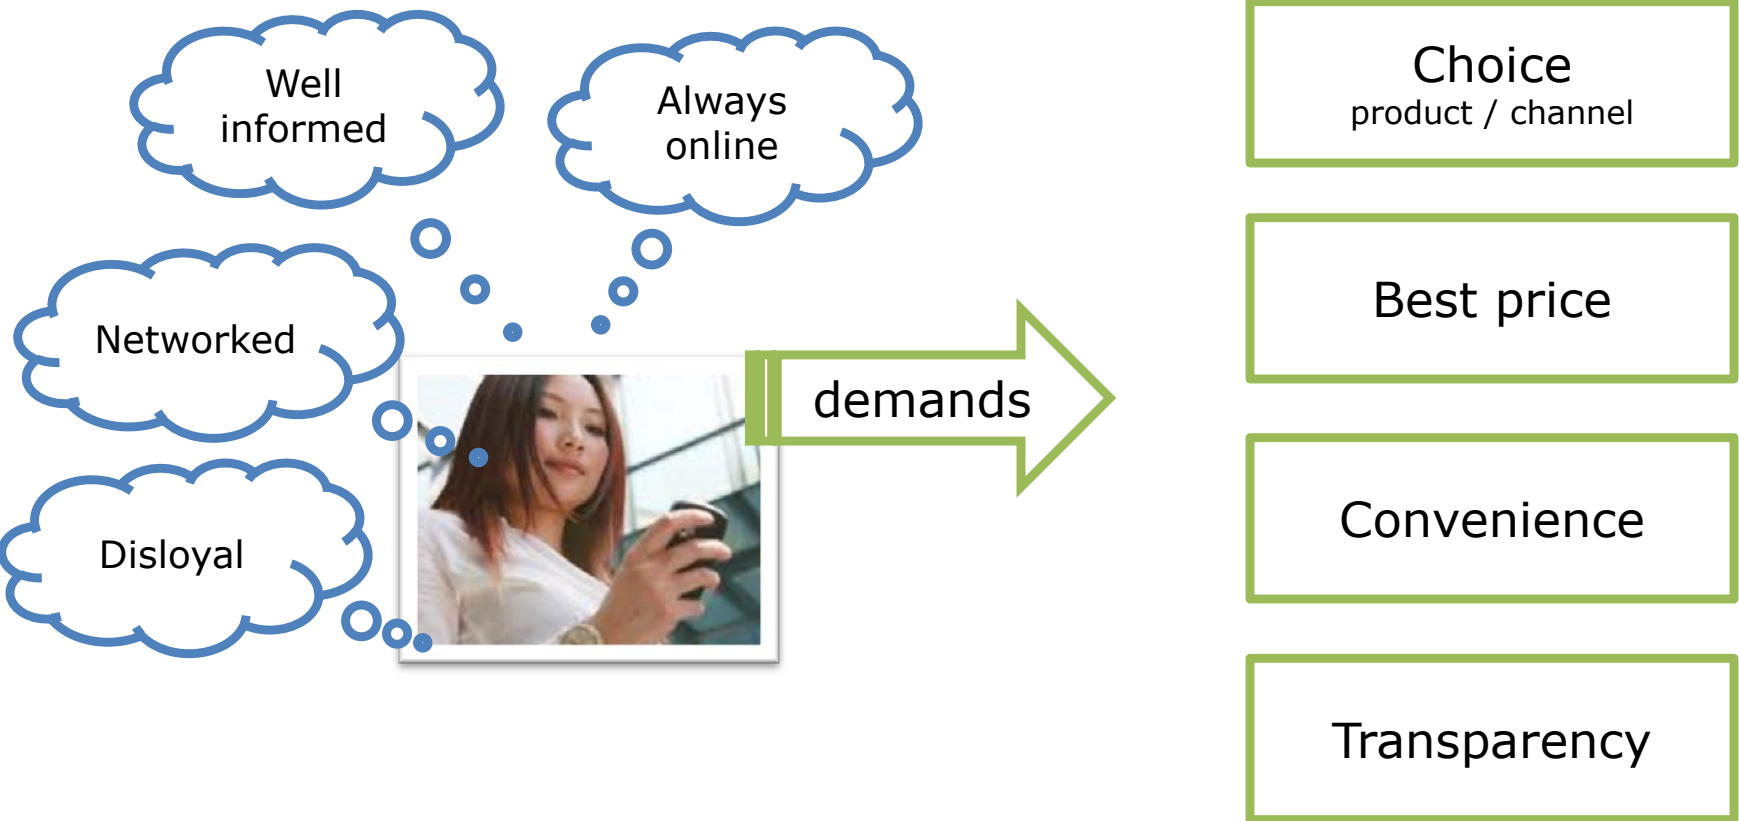 Well
informed
Always
online
Networked
Disloyal
demands
Choice
product / channel
Best price
Convenience
Transparency